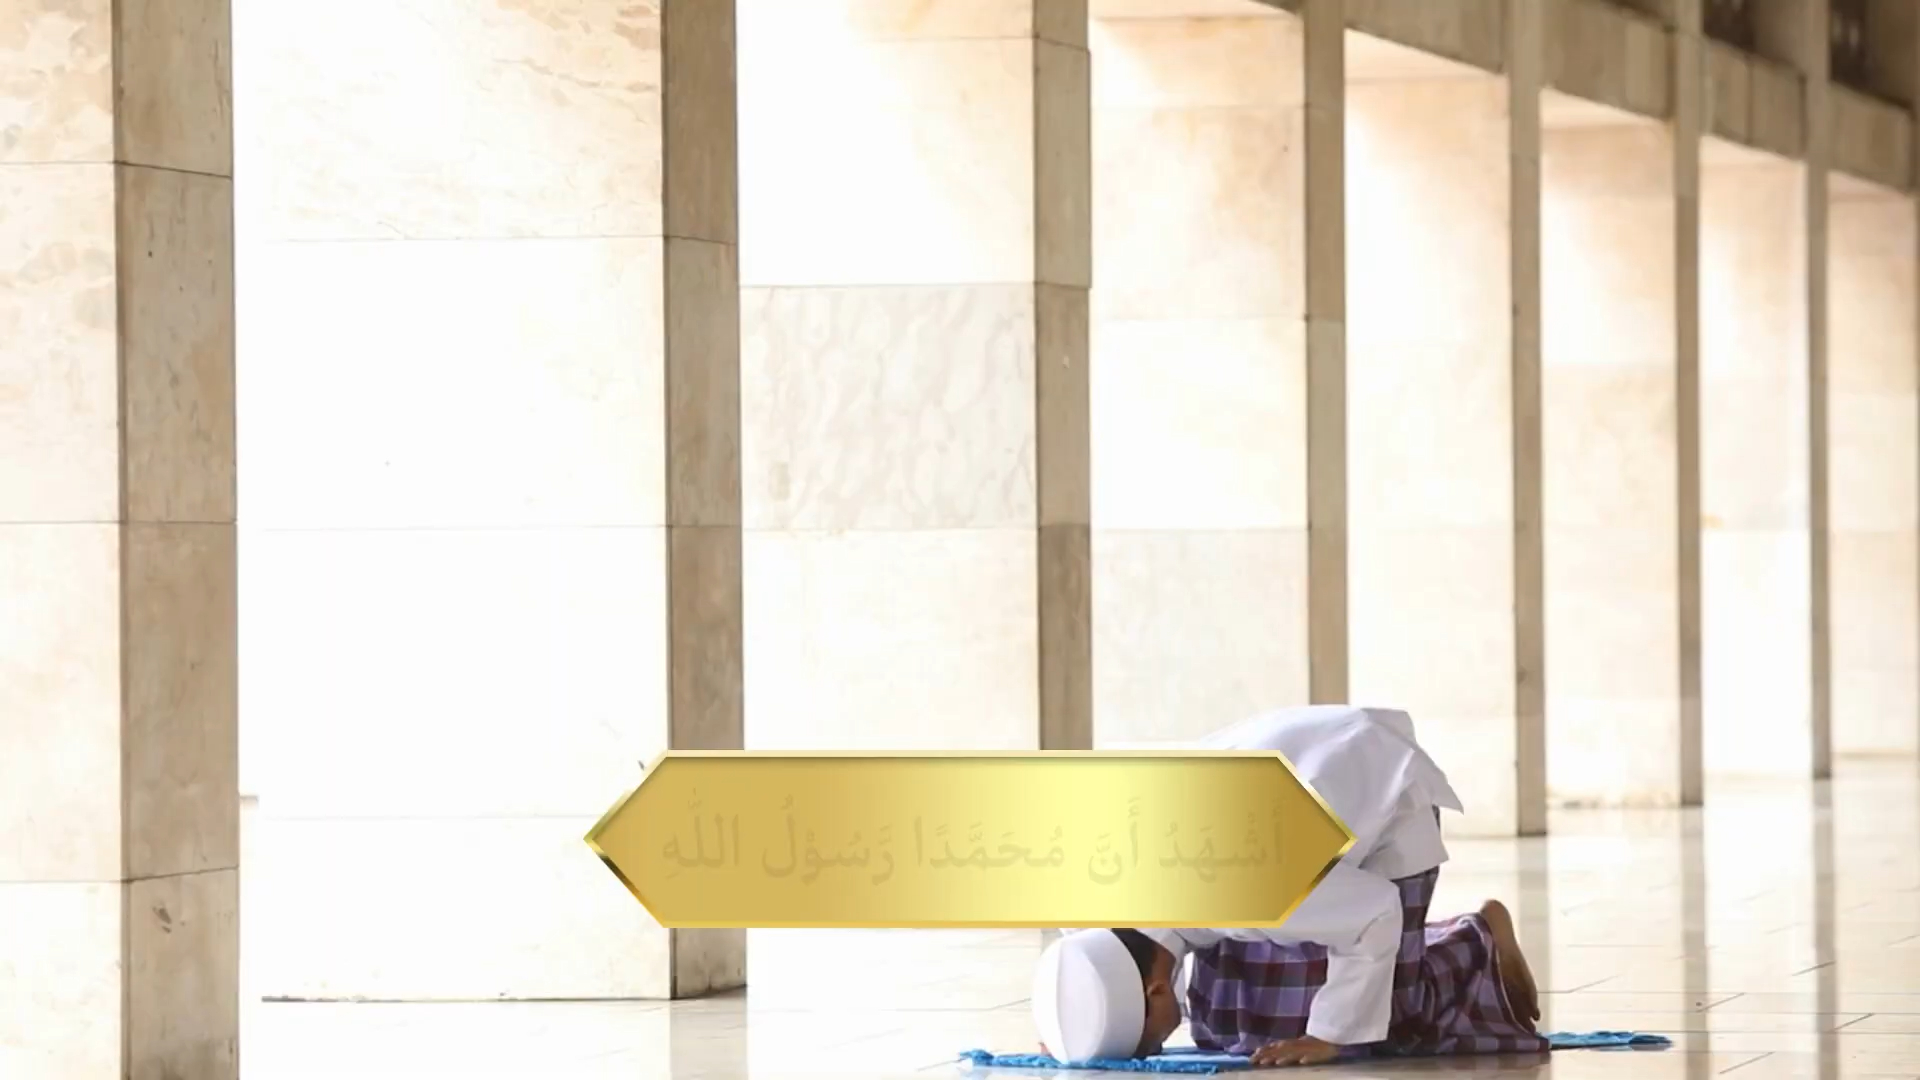 أَشْهَدُ أَنَّ مُحَمَّدًا رَّسُوْلُ اللَّهِ